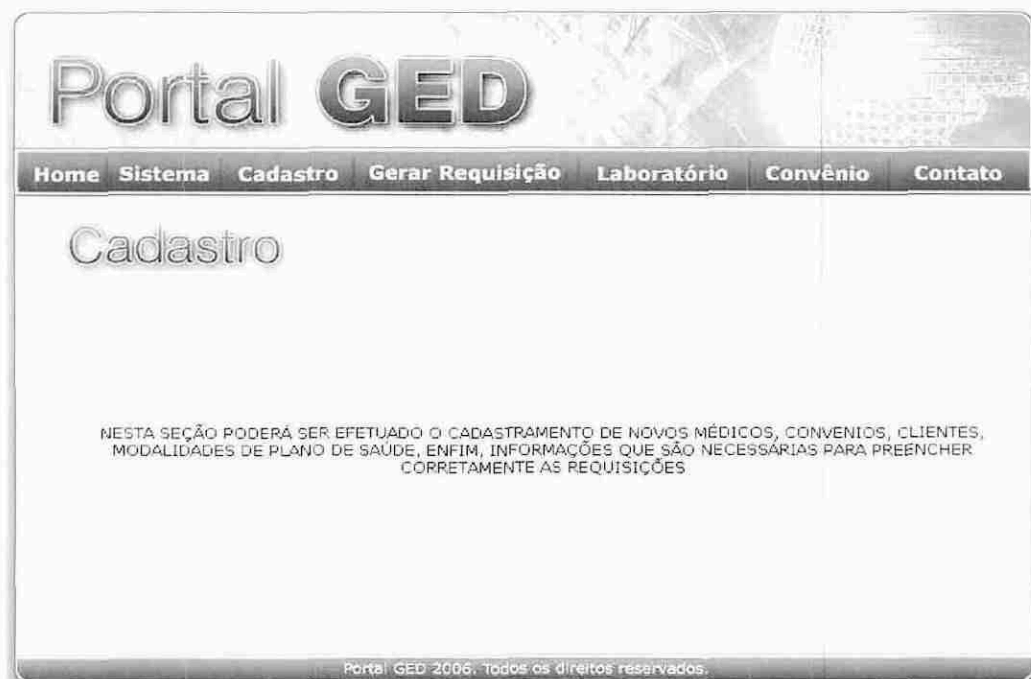 Portal GED
Home Sistema Cadastro Gerar Requisição Laboratório Convênio Contato
Cadastro
NESTA SEÇÃO PODERÁ SER EFETUADO O CADASTRAMENTO DE NOVOS MÉDICOS, CONVENIOS, CLIENTES,
MODALIDADES DE PLANO DE SAÚDE, ENFIM, INFORMAÇÕES QUE SÃO NECESSÁRIAS PARA PREENCHER
CORRETAMENTE AS REQUISIÇÕES
Portal GED 2006. Todos os direitos reservados.